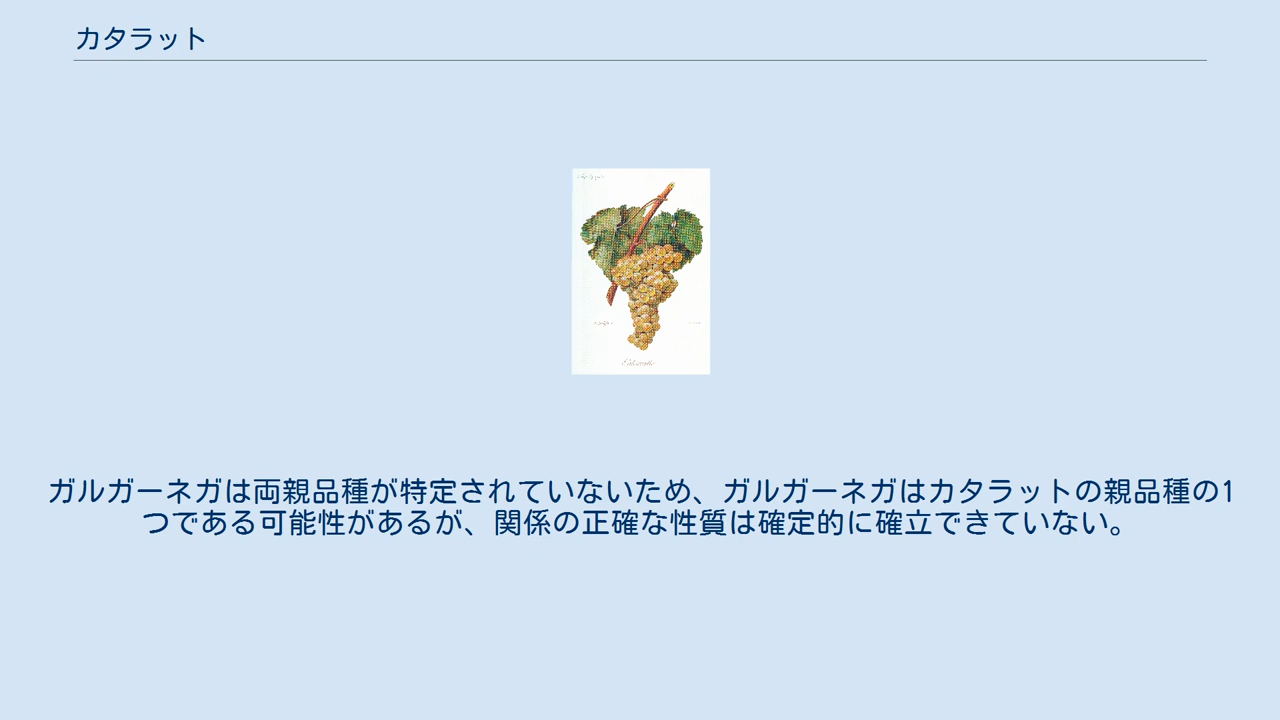 カタラット
ガルガーネガは両親品種が特定されていないため、ガルガーネガはカタラットの親品種の1
つである可能性があるが、関係の正確な性質は確定的に確立できていない。